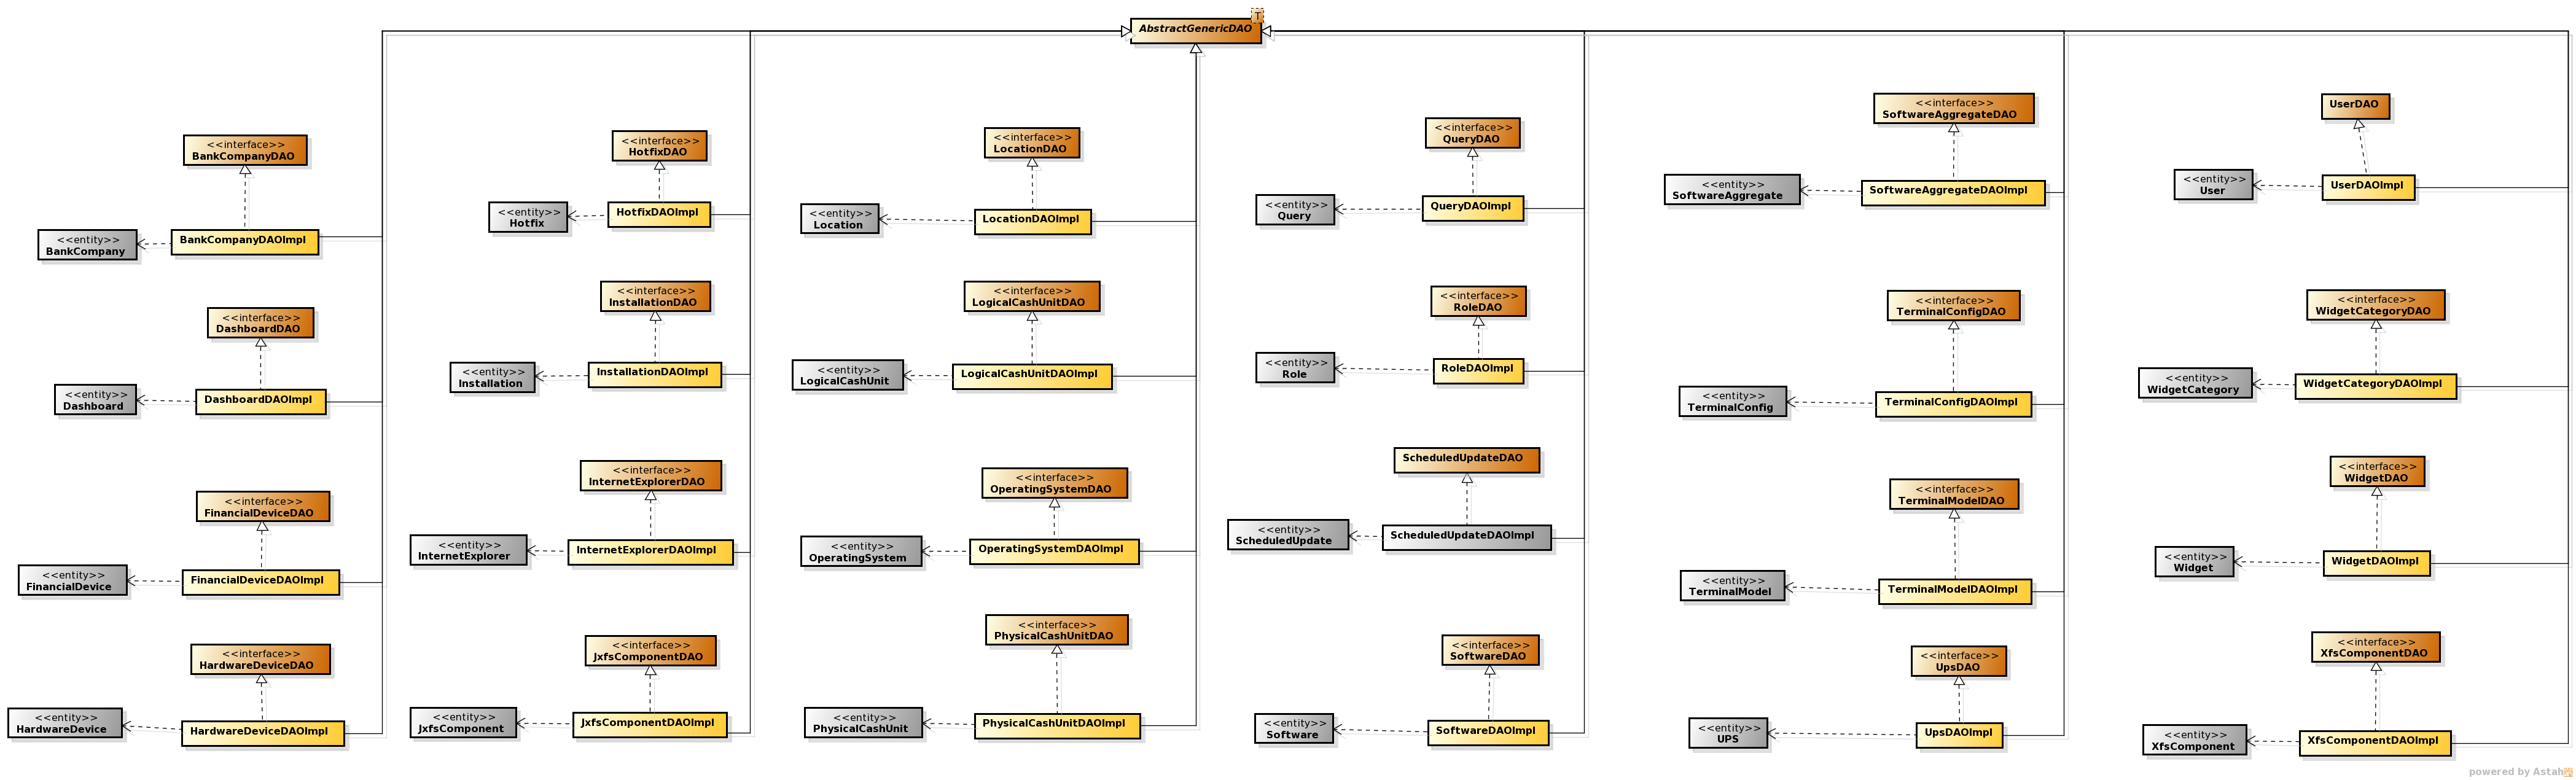 T
AbstractGenericDAO
<<interface>>
BankCompanyDAO
<<entity>>
BankCompany
BankCompanyDAOImpl
<<interface>>
DashboardDAO
<<entity>>
Dashboard
DashboardDAOImpl
<<interface>>
FinancialDeviceDAO
<<entity>>
FinancialDevice
FinancialDeviceDAOImpl
<<interface>>
HardwareDeviceDAO
<<entity>>
HardwareDevice
HardwareDeviceDAOImpl
<<interface>>
HotfixDAO
<<entity>>
Hotfix
HotfixDAOImpl
<<interface>>
InstallationDAO
<<entity>>
Installation
InstallationDAOImpl
<<interface>>
InternetExplorerDAO
<<entity>>
InternetExplorer
InternetExplorerDAOImpl
<<interface>>
JxfsComponentDAO
<<entity>>
JxfsComponent
JxfsComponentDAOImpl
<<interface>>
LocationDAO
<<entity>>
Location
LocationDAOImpl
<<interface>>
LogicalCashUnitDAO
<<entity>>
LogicalCashUnit
LogicalCashUnitDAOImpl
<<interface>>
OperatingSystemDAO
<<entity>>
OperatingSystem
OperatingSystemDAOImpl
<<interface>>
PhysicalCashUnitDAO
<<entity>>
PhysicalCashUnit
PhysicalCashUnitDAOImpl
<<interface>>
QueryDAO
<<entity>>
Query
QueryDAOImpl
<<interface>>
RoleDAO
<<entity>>
Role
RoleDAOImpl
ScheduledUpdateDAO
<<entity>>
ScheduledUpdate
ScheduledUpdateDAOImpl
<<interface>>
SoftwareDAO
<<entity>>
Software
SoftwareDAOImpl
<<interface>>
SoftwareAggregateDAO
<<entity>>
SoftwareAggregate
SoftwareAggregateDAOImpl
<<interface>>
TerminalConfigDAO
<<entity>>
TerminalConfig
TerminalConfigDAOImpl
<<interface>>
TerminalModelDAO
<<entity>>
TerminalModel
TerminalModelDAOImpl
<<interface>>
UpsDAO
<<entity>>
UPS
UpsDAOImpl
UserDAO
<<entity>>
User
UserDAOImpl
<<interface>>
WidgetCategoryDAO
<<entity>>
WidgetCategory
WidgetCategoryDAOImpl
<<interface>>
WidgetDAO
<<entity>>
Widget
WidgetDAOImpl
<<interface>>
XfsComponentDAO
<<entity>>
XfsComponent
XfsComponentDAOImpl
powered by Astah